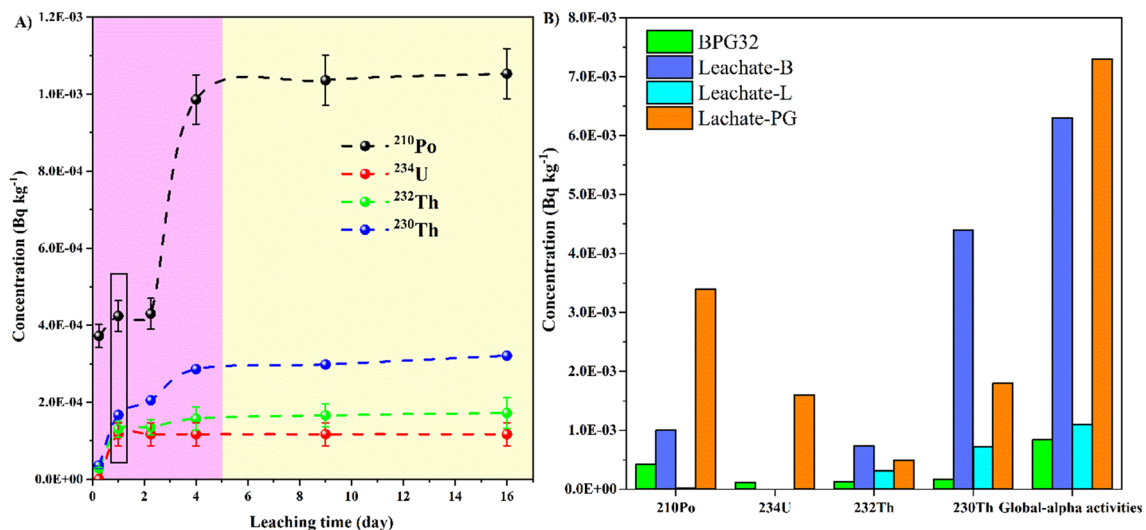 A)
1.2E-03
1.0E-03
8.0E-04
6.0E-04
4.0E-04
2.0E-04
0.0E+00
Concentration (Bq kg⁻¹)
²¹⁰Po
²³⁴U
²³²Th
²³⁰Th
0 2 4 6 8 10 12 14 16
Leaching time (day)
B)
8.0E-03
7.0E-03
6.0E-03
5.0E-03
4.0E-03
3.0E-03
2.0E-03
1.0E-03
0.0E+00
Concentration (Bq kg⁻¹)
BPG32
Leachate-B
Leachate-L
Lachate-PG
210Po 234U 232Th 230Th Global-alpha activities